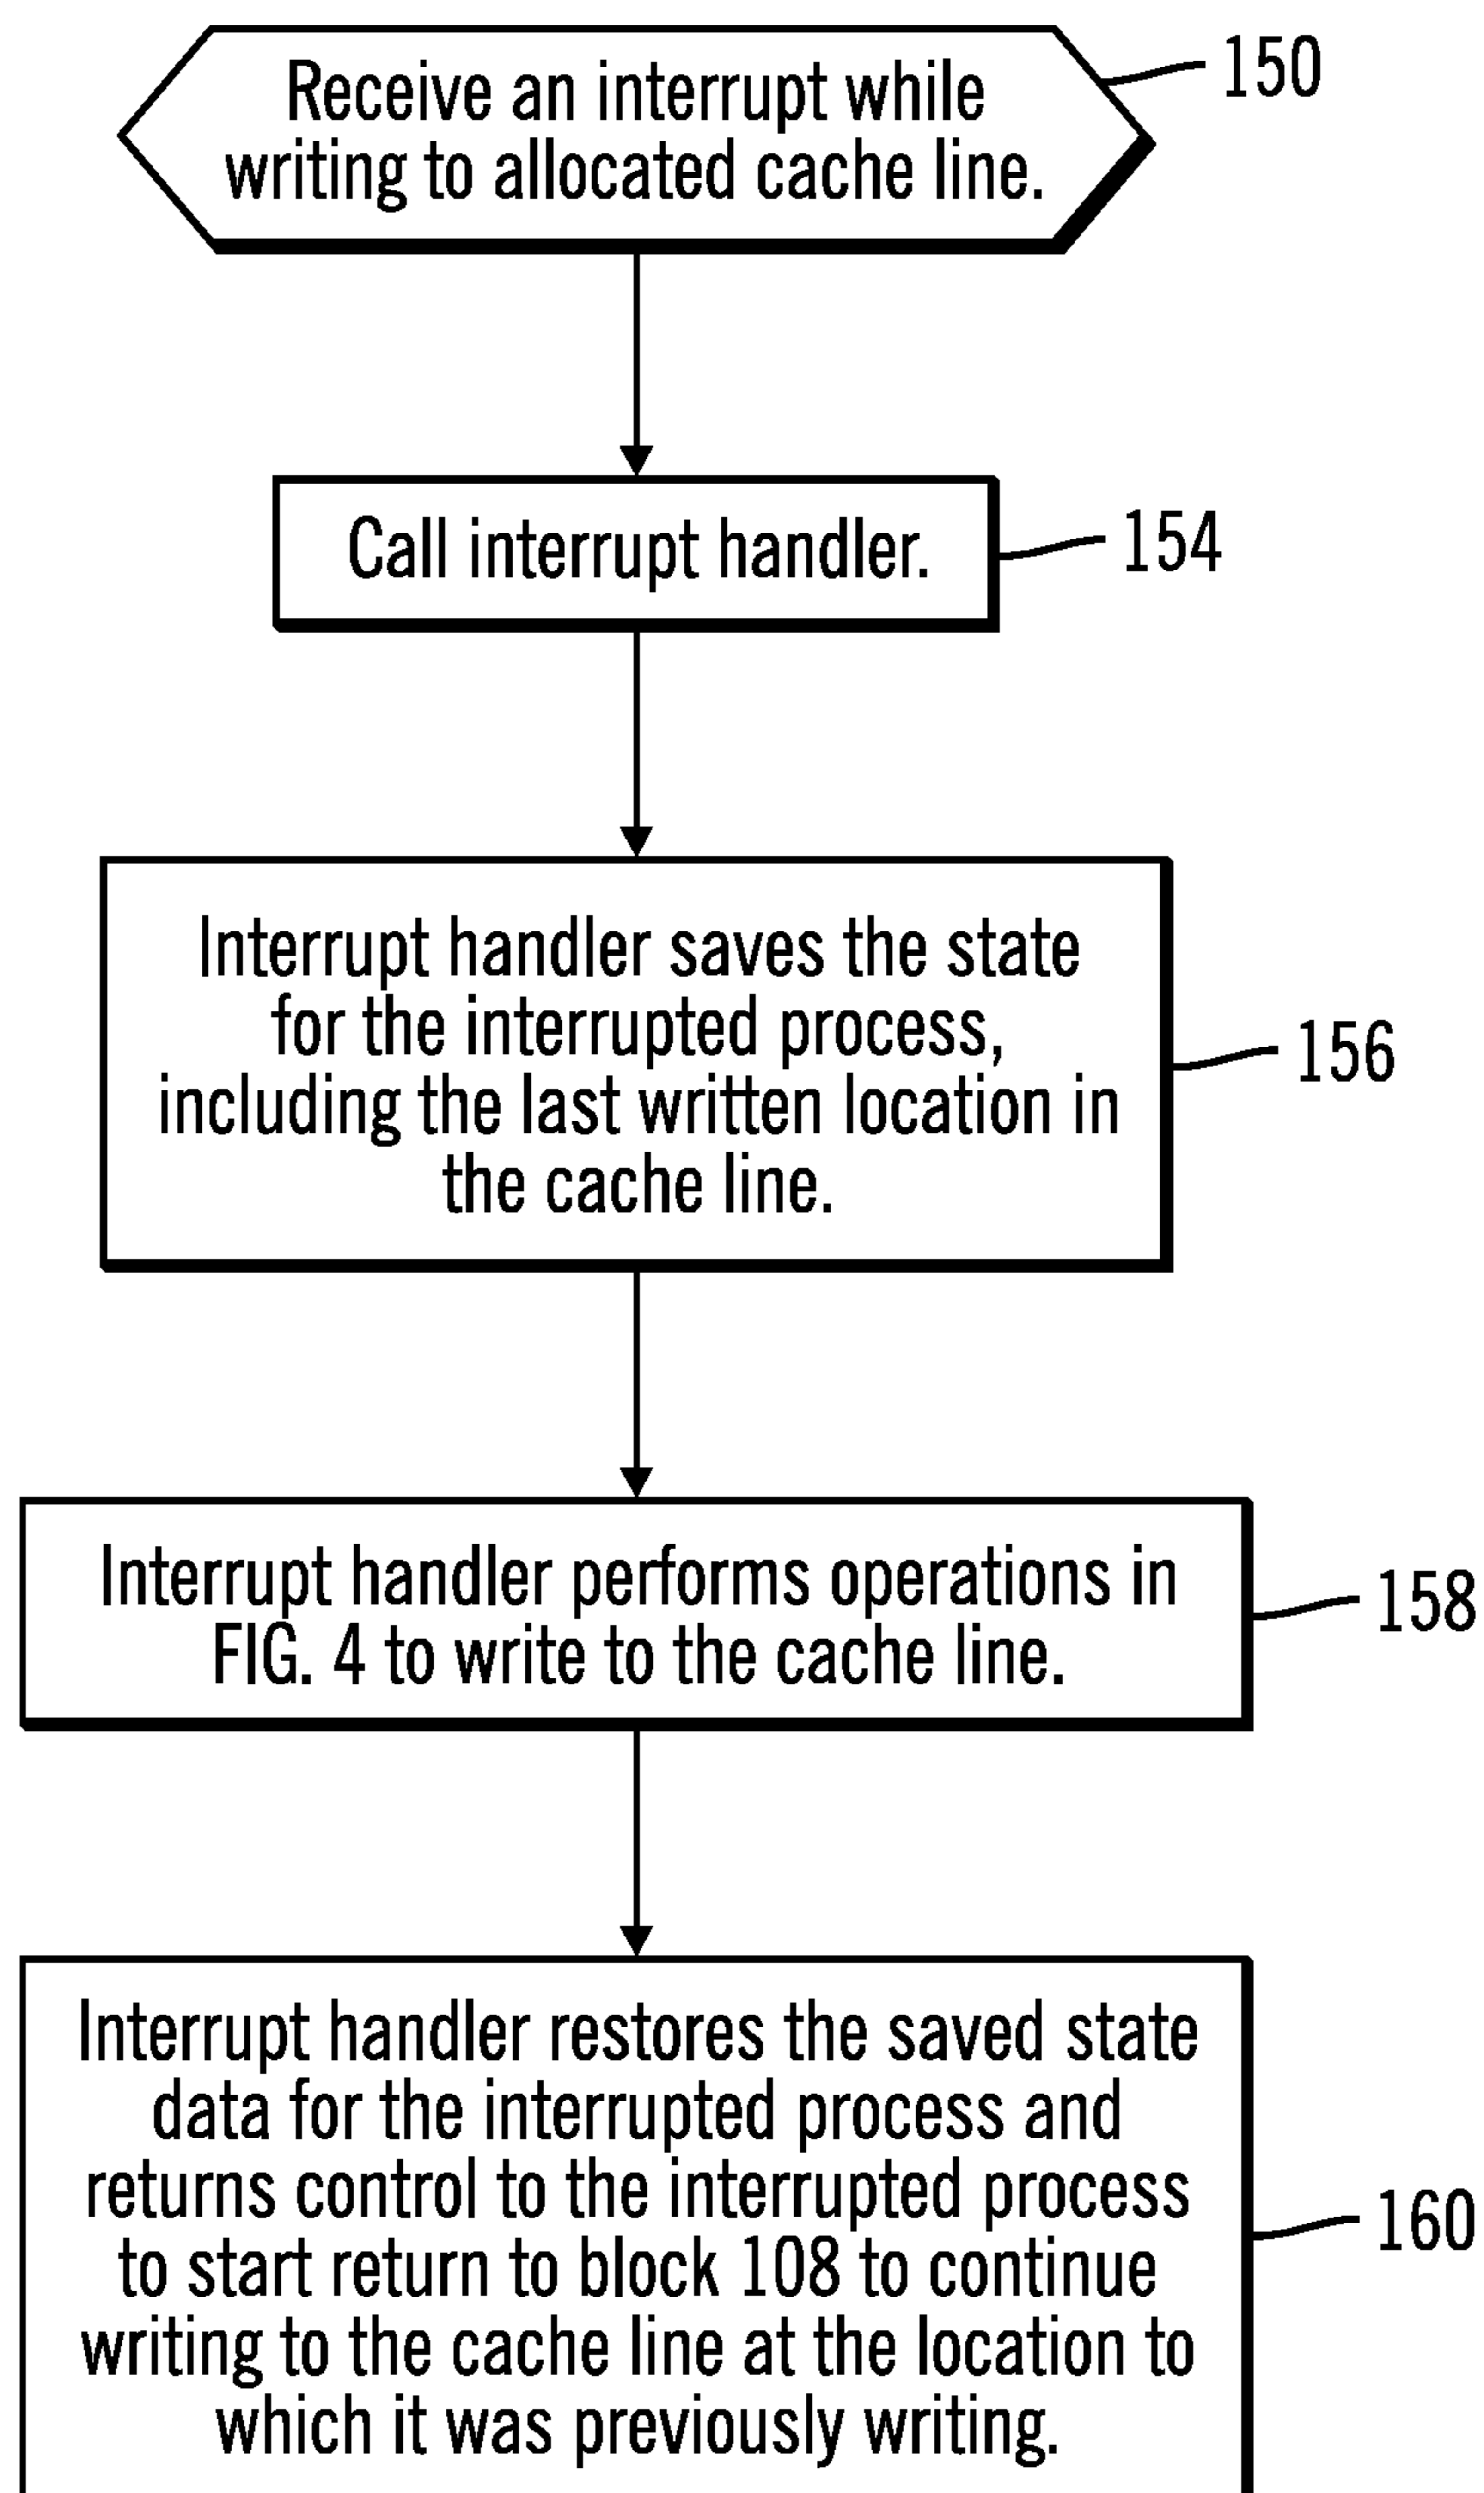 Receive an interrupt while
writing to allocated cache line.
150
Call interrupt handler.
154
Interrupt handler saves the state
for the interrupted process,
including the last written location in
the cache line.
156
Interrupt handler performs operations in
FIG. 4 to write to the cache line.
158
Interrupt handler restores the saved state
data for the interrupted process and
returns control to the interrupted process
to start return to block 108 to continue
writing to the cache line at the location to
which it was previously writing.
160